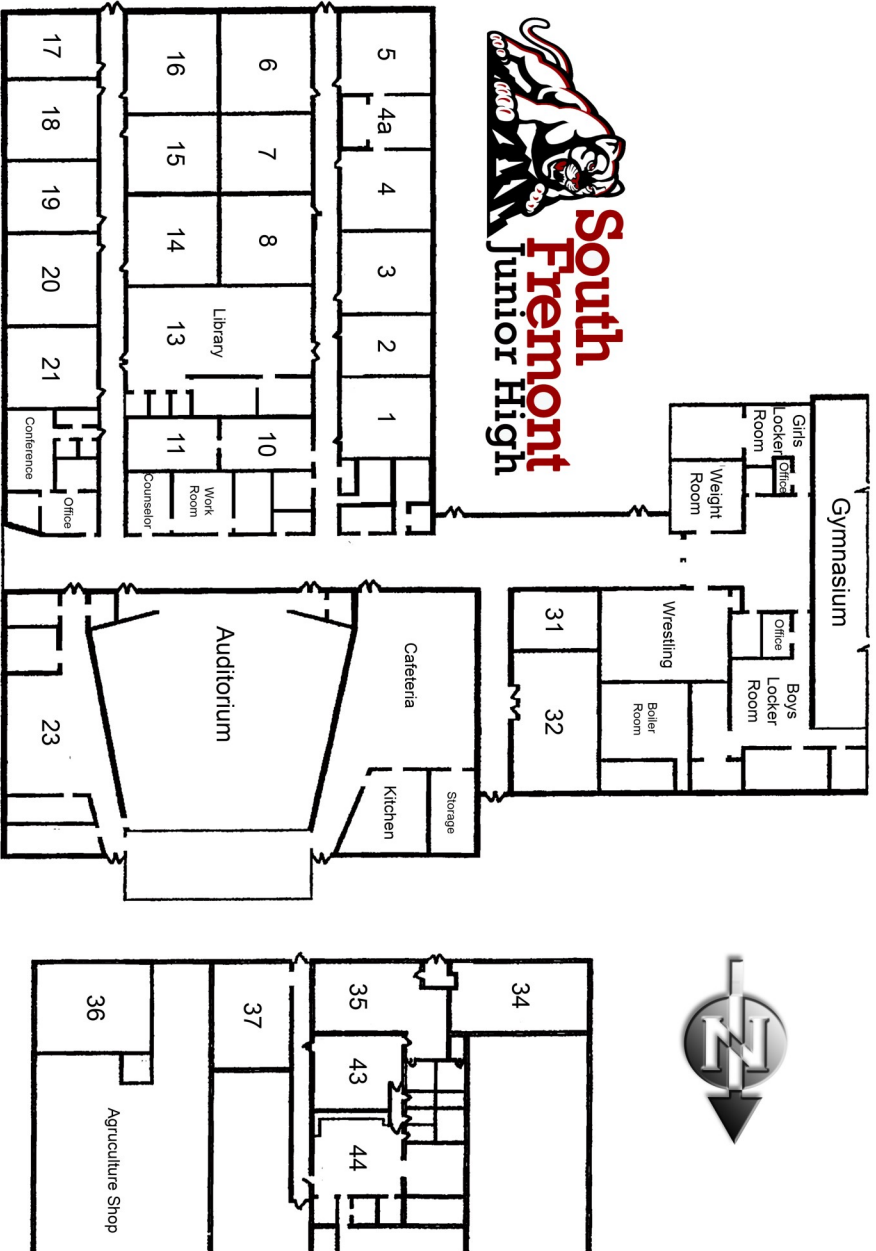 South
Fremont
Junior High
Gymnasium
Girls
Locker
Room
Office
Weight
Room
Office
Boys
Locker
Room
Wrestling
Boiler
Room
31
32
5
4a
4
3
2
1
6
7
8
Library
13
10
16
15
14
11
Work
Room
Counselor
17
18
19
20
21
Conference
Office
Cafeteria
Storage
Kitchen
Auditorium
23
34
35
43
44
37
36
Agruculture Shop
N